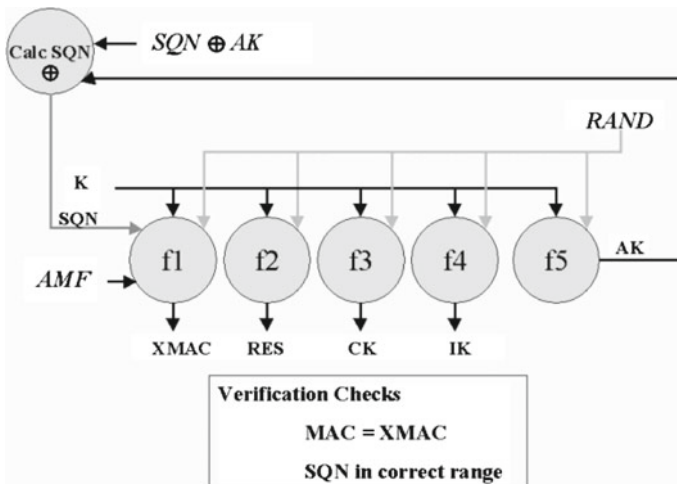 Calc SQN
⊕
SQN ⊕ AK
RAND
K
SQN
f1 f2 f3 f4 f5
AK
AMF
XMAC RES CK IK
Verification Checks
MAC = XMAC
SQN in correct range